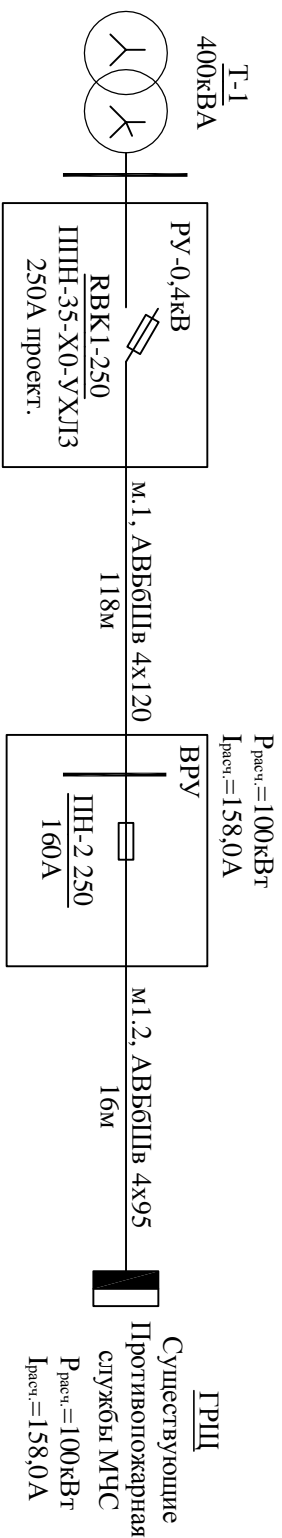 Т-1
400кВА
РУ-0,4кВ
RBK1-250
ППН-35-Х0-УХЛ3
250А проект.
м.1, АВБбШв 4х120
118м
Pрасч.=100кВт
Iрасч.=158,0А
ВРУ
ПН-2 250
160А
м1.2, АВБбШв 4х95
16м
ГРЩ
Существующие
Противопожарная
службы МЧС
Pрасч.=100кВт
Iрасч.=158,0А